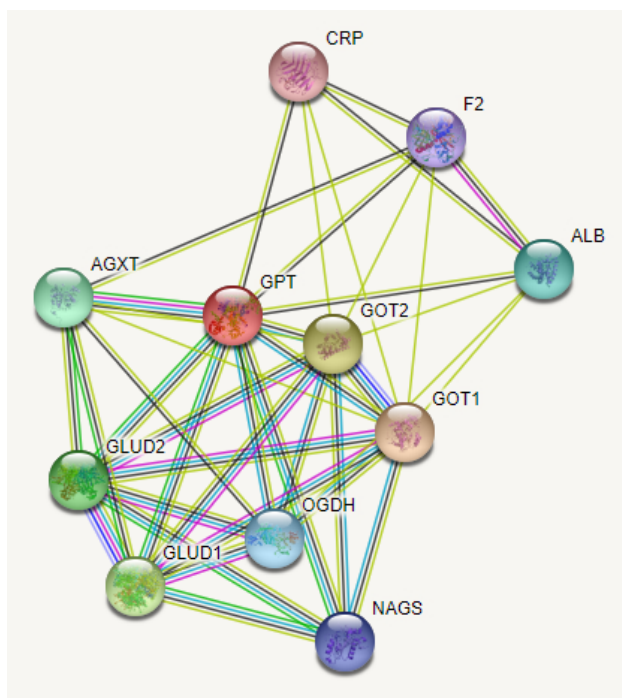 CRP
F2
ALB
AGXT
GPT
GOT2
GOT1
GLUD2
OGDH
GLUD1
NAGS